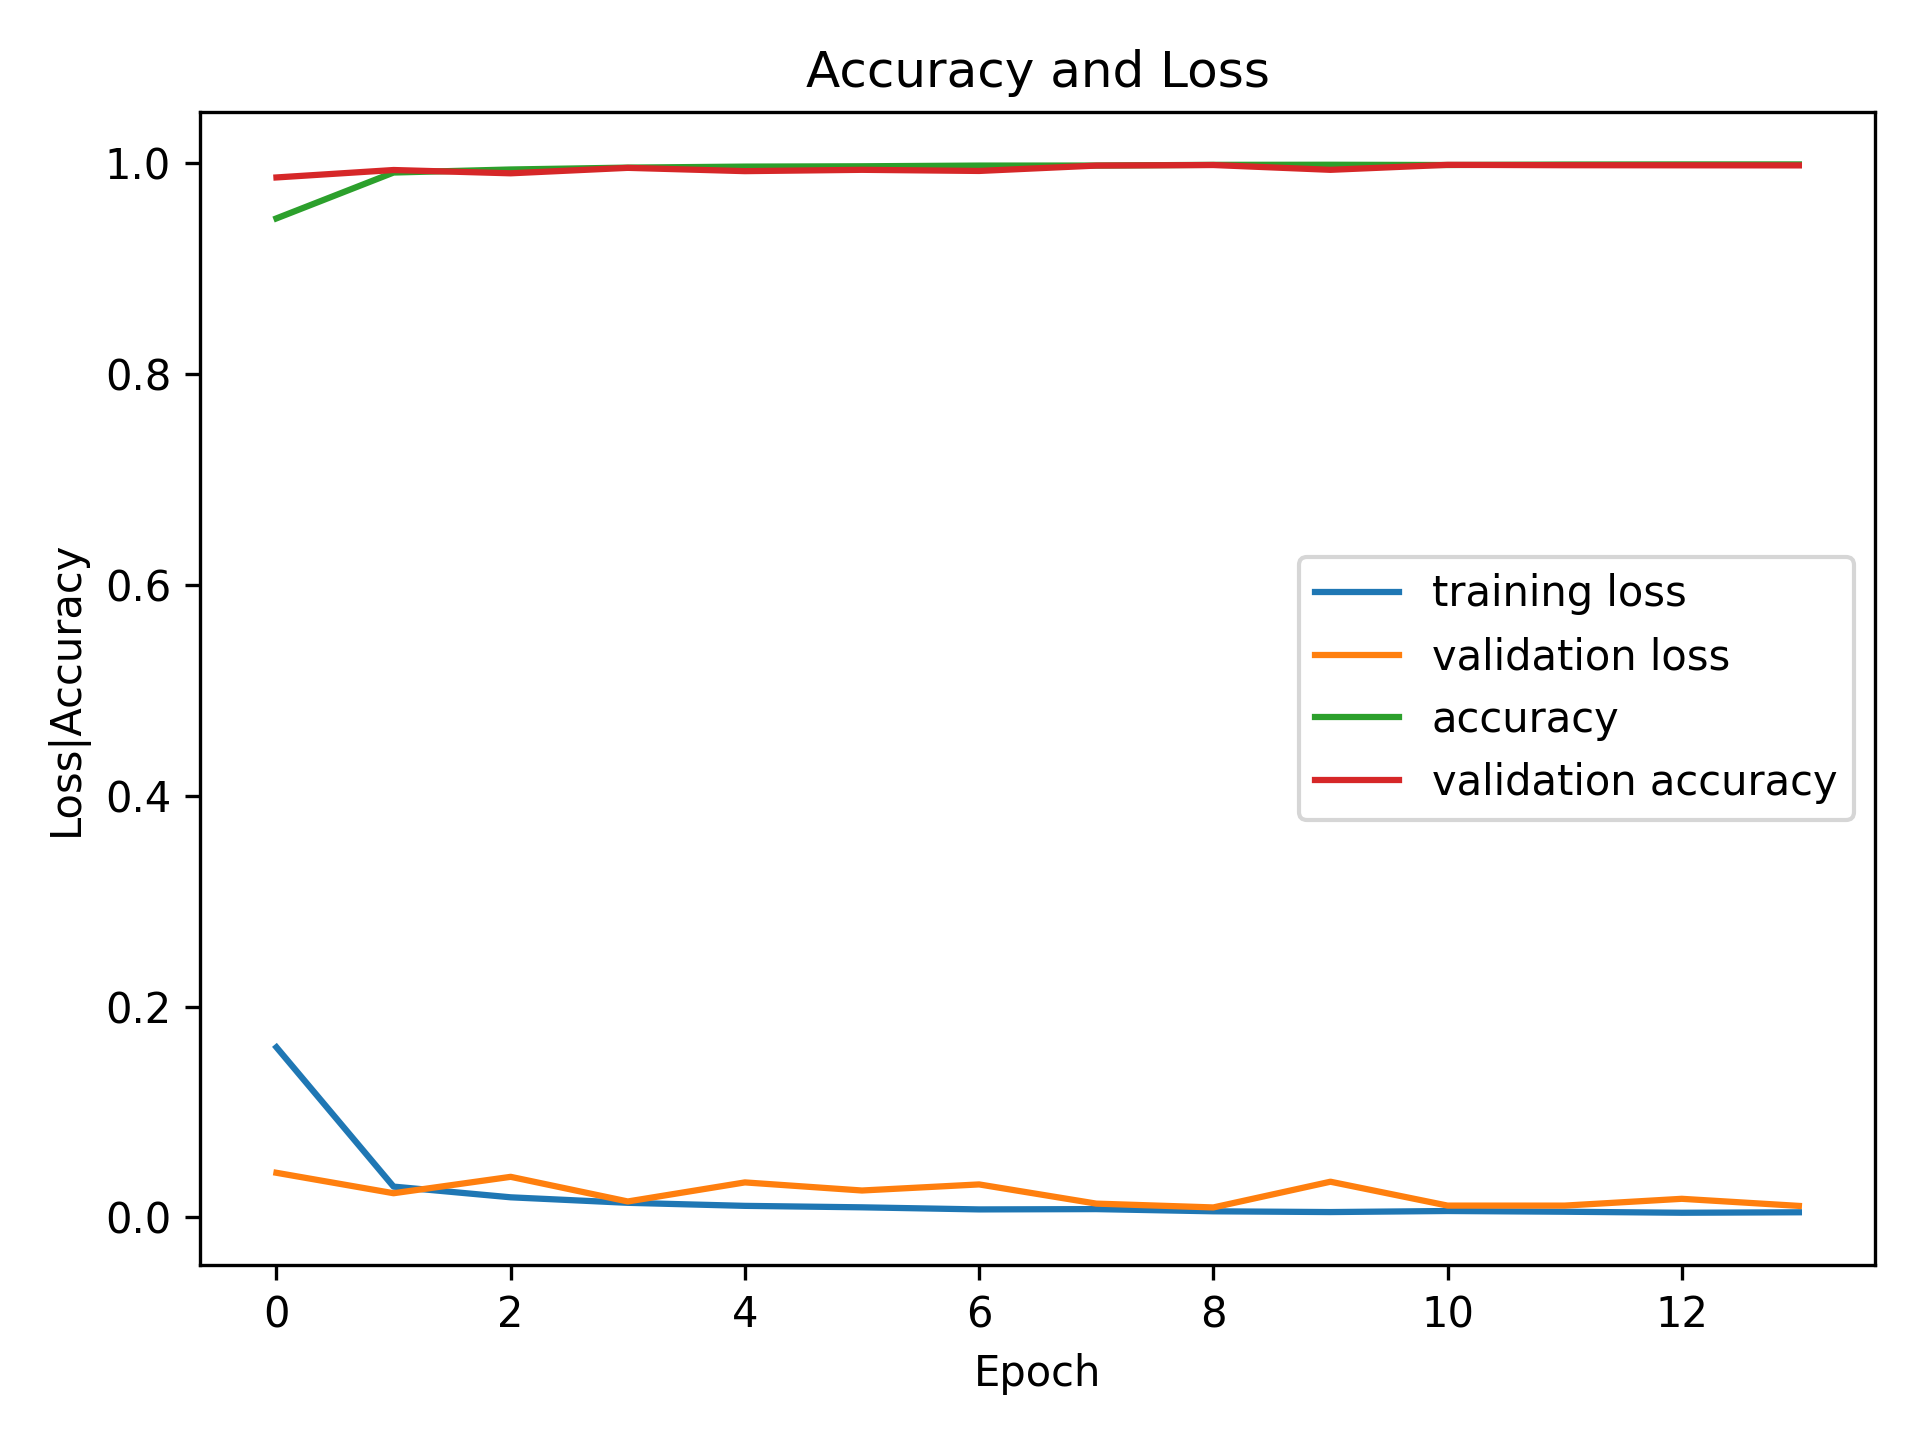 Accuracy and Loss
1.0
0.8
0.6
0.4
0.2
0.0
Loss|Accuracy
training loss
validation loss
accuracy
validation accuracy
0 2 4 6 8 10 12
Epoch